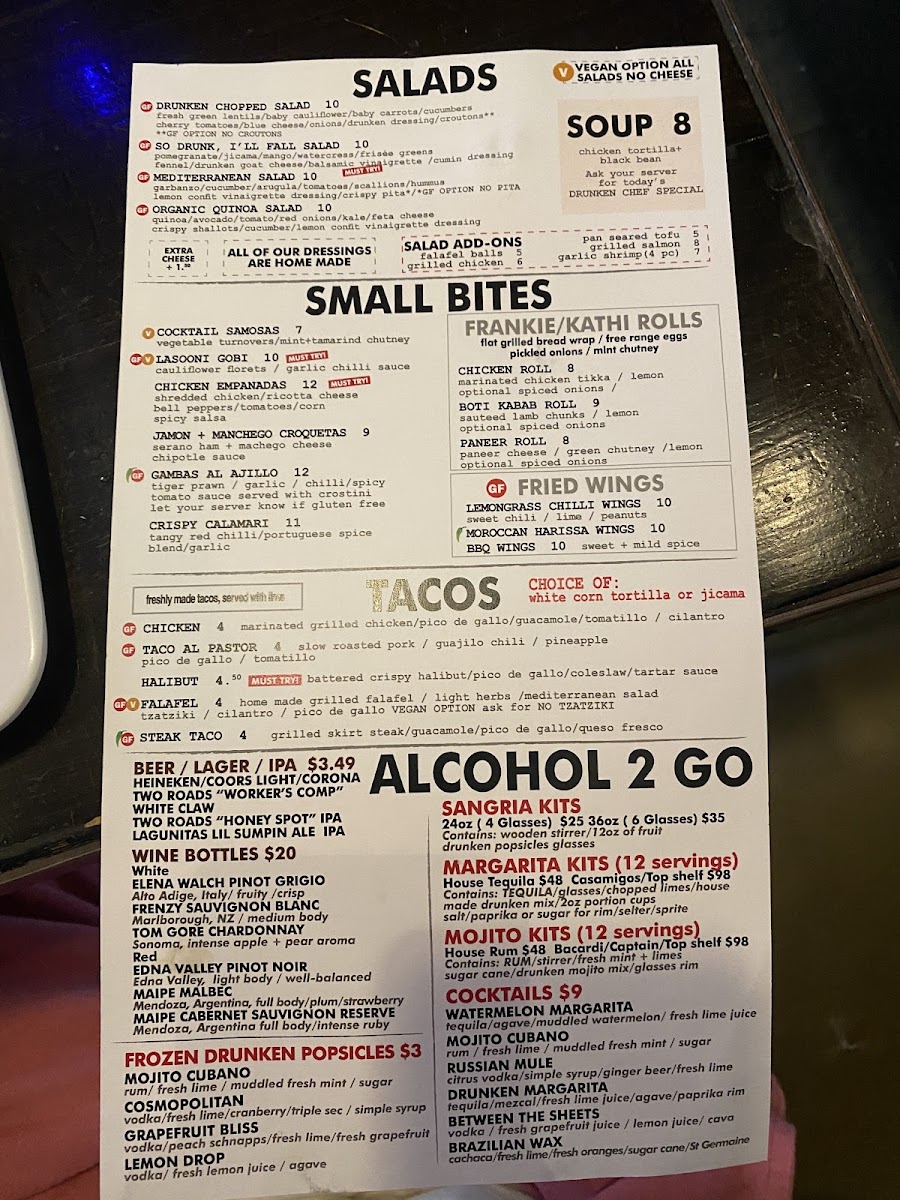 SALADS
V VEGAN OPTION ALL
SALADS NO CHEESE
GF DRUNKEN CHOPPED SALAD 10
fresh green lentils/baby cauliflower/baby carrots/cucumbers
cherry tomatoes/blue cheese/onions/drunken dressing/croutons**
**GF OPTION NO CROUTONS
GF SO DRUNK, I'LL FALL SALAD 10
pomegranate/jicama/mango/watercress/frisée greens
fennel/drunken goat cheese/balsamic vinaigrette /cumin dressing
GF MEDITERRANEAN SALAD 10 MUST TRY!
garbanzo/cucumber/arugula/tomatoes/scallions/hummus
lemon confit vinaigrette dressing/crispy pita*/*GF OPTION NO PITA
GF ORGANIC QUINOA SALAD 10
quinoa/avocado/tomato/red onions/kale/feta cheese
crispy shallots/cucumber/lemon confit vinaigrette dressing
SOUP 8
chicken tortilla+
black bean
Ask your server
for today's
DRUNKEN CHEF SPECIAL
EXTRA
CHEESE
+ 1.50
ALL OF OUR DRESSINGS
ARE HOME MADE
SALAD ADD-ONS
falafel balls 5
grilled chicken 6
pan seared tofu 5
grilled salmon 8
garlic shrimp(4 pc) 7
SMALL BITES
V COCKTAIL SAMOSAS 7
vegetable turnovers/mint+tamarind chutney
GF V LASOONI GOBI 10 MUST TRY!
cauliflower florets / garlic chilli sauce
CHICKEN EMPANADAS 12 MUST TRY!
shredded chicken/ricotta cheese
bell peppers/tomatoes/corn
spicy salsa
JAMON + MANCHEGO CROQUETAS 9
serano ham + machego cheese
chipotle sauce
GF GAMBAS AL AJILLO 12
tiger prawn / garlic / chilli/spicy
tomato sauce served with crostini
let your server know if gluten free
CRISPY CALAMARI 11
tangy red chilli/portuguese spice
blend/garlic
FRANKIE/KATHI ROLLS
flat grilled bread wrap / free range eggs
pickled onions / mint chutney
CHICKEN ROLL 8
marinated chicken tikka / lemon
optional spiced onions /
BOTI KABAB ROLL 9
sauteed lamb chunks / lemon
optional spiced onions
PANEER ROLL 8
paneer cheese / green chutney /lemon
optional spiced onions
GF FRIED WINGS
LEMONGRASS CHILLI WINGS 10
sweet chili / lime / peanuts
MOROCCAN HARISSA WINGS 10
BBQ WINGS 10 sweet + mild spice
freshly made tacos, served with lime
TACOS
CHOICE OF:
white corn tortilla or jicama
GF CHICKEN 4 marinated grilled chicken/pico de gallo/guacamole/tomatillo / cilantro
GF TACO AL PASTOR 4 slow roasted pork / guajilo chili / pineapple
pico de gallo / tomatillo
HALIBUT 4.50 MUST TRY! battered crispy halibut/pico de gallo/coleslaw/tartar sauce
GF V FALAFEL 4 home made grilled falafel / light herbs /mediterranean salad
tzatziki / cilantro / pico de gallo VEGAN OPTION ask for NO TZATZIKI
GF STEAK TACO 4 grilled skirt steak/guacamole/pico de gallo/queso fresco
ALCOHOL 2 GO
BEER / LAGER / IPA $3.49
HEINEKEN/COORS LIGHT/CORONA
TWO ROADS "WORKER'S COMP"
WHITE CLAW
TWO ROADS "HONEY SPOT" IPA
LAGUNITAS LIL SUMPIN ALE IPA
WINE BOTTLES $20
White
ELENA WALCH PINOT GRIGIO
Alto Adige, Italy/ fruity /crisp
FRENZY SAUVIGNON BLANC
Marlborough, NZ / medium body
TOM GORE CHARDONNAY
Sonoma, intense apple + pear aroma
Red
EDNA VALLEY PINOT NOIR
Edna Valley, light body / well-balanced
MAIPE MALBEC
Mendoza, Argentina, full body/plum/strawberry
MAIPE CABERNET SAUVIGNON RESERVE
Mendoza, Argentina full body/intense ruby
FROZEN DRUNKEN POPSICLES $3
MOJITO CUBANO
rum/ fresh lime / muddled fresh mint / sugar
COSMOPOLITAN
vodka/fresh lime/cranberry/triple sec / simple syrup
GRAPEFRUIT BLISS
vodka/peach schnapps/fresh lime/fresh grapefruit
LEMON DROP
vodka/ fresh lemon juice / agave
SANGRIA KITS
24oz ( 4 Glasses) $25 36oz ( 6 Glasses) $35
Contains: wooden stirrer/12oz of fruit
drunken popsicles glasses
MARGARITA KITS (12 servings)
House Tequila $48 Casamigos/Top shelf $98
Contains: TEQUILA/glasses/chopped limes/house
made drunken mix/2oz portion cups
salt/paprika or sugar for rim/selter/sprite
MOJITO KITS (12 servings)
House Rum $48 Bacardi/Captain/Top shelf $98
Contains: RUM/stirrer/fresh mint + limes
sugar cane/drunken mojito mix/glasses rim
COCKTAILS $9
WATERMELON MARGARITA
tequila/agave/muddled watermelon/ fresh lime juice
MOJITO CUBANO
rum / fresh lime / muddled fresh mint / sugar
RUSSIAN MULE
citrus vodka/simple syrup/ginger beer/fresh lime
DRUNKEN MARGARITA
tequila/mezcal/fresh lime juice/agave/paprika rim
BETWEEN THE SHEETS
vodka / fresh grapefruit juice / lemon juice/ cava
BRAZILIAN WAX
cachaca/fresh lime/fresh oranges/sugar cane/St Germaine